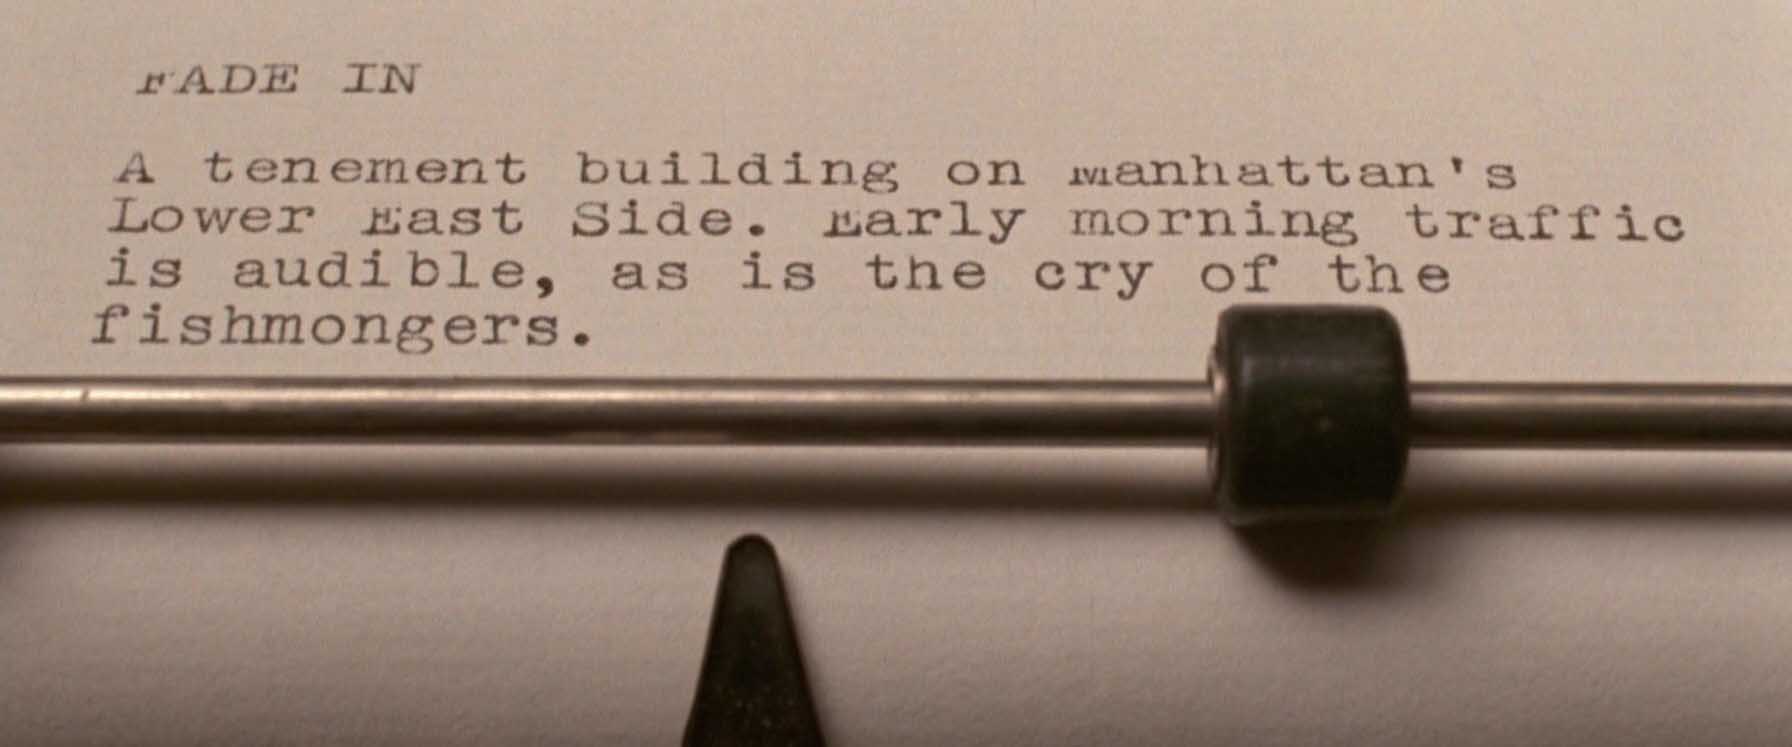 FADE IN
A tenement building on Manhattan's
Lower East Side. Early morning traffic
is audible, as is the cry of the
fishmongers.